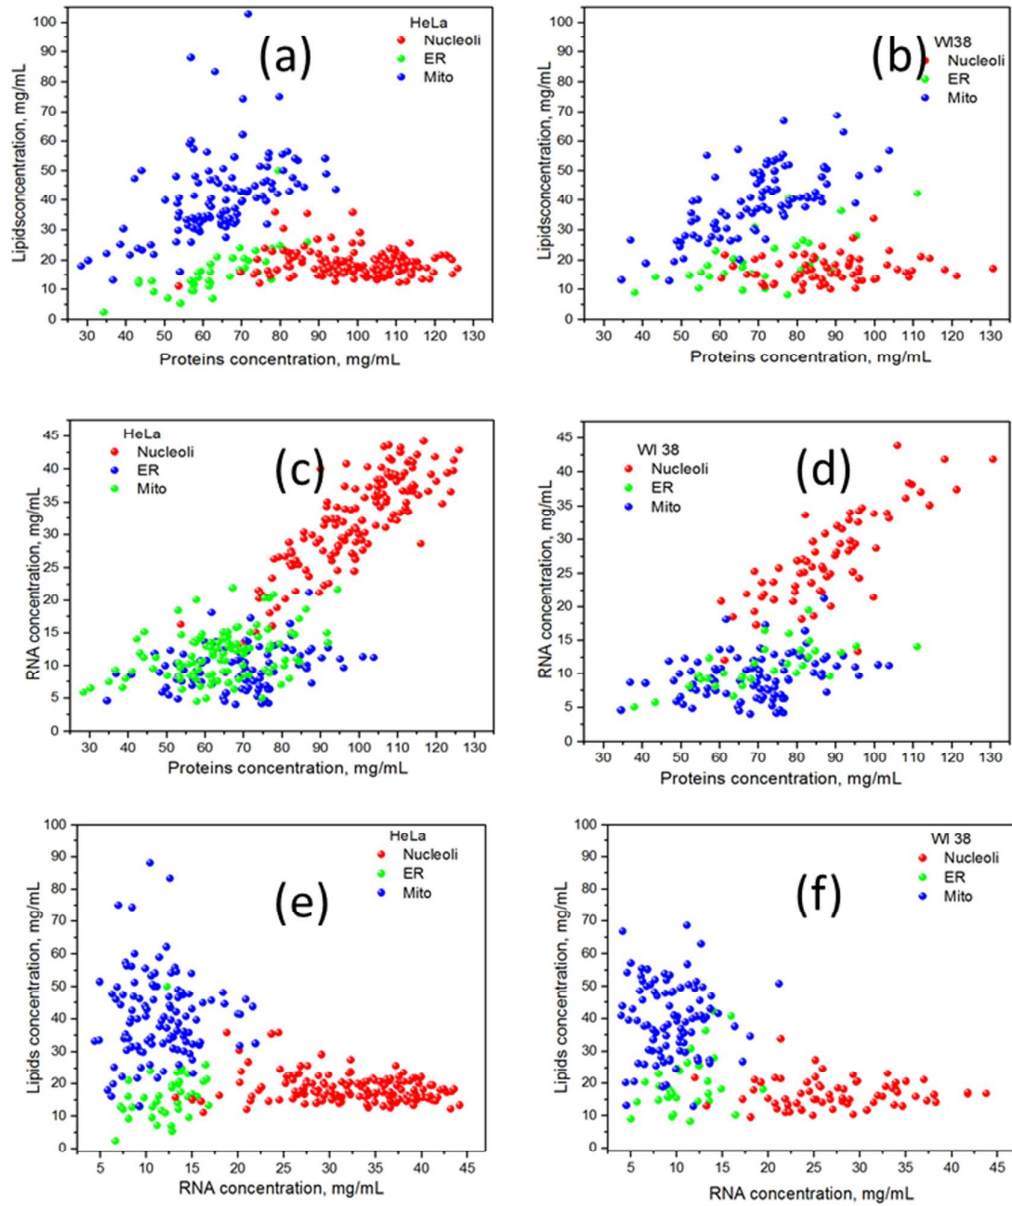 HeLa
Nucleoli
ER
Mito
(a)
Lipidsconcentration, mg/mL
100
90
80
70
60
50
40
30
20
10
0
30 40 50 60 70 80 90 100 110 120 130
Proteins concentration, mg/mL
WI38
Nucleoli
ER
Mito
(b)
Lipidsconcentration, mg/mL
100
90
80
70
60
50
40
30
20
10
0
30 40 50 60 70 80 90 100 110 120 130
Proteins concentration, mg/mL
HeLa
Nucleoli
ER
Mito
(c)
RNA concentration, mg/mL
45
40
35
30
25
20
15
10
5
0
30 40 50 60 70 80 90 100 110 120 130
Proteins concentration, mg/mL
WI 38
Nucleoli
ER
Mito
(d)
RNA concentration, mg/mL
45
40
35
30
25
20
15
10
5
0
30 40 50 60 70 80 90 100 110 120 130
Proteins concentration, mg/mL
HeLa
Nucleoli
ER
Mito
(e)
Lipids concentration, mg/mL
100
90
80
70
60
50
40
30
20
10
0
5 10 15 20 25 30 35 40 45
RNA concentration, mg/mL
WI 38
Nucleoli
ER
Mito
(f)
Lipids concentration, mg/mL
100
90
80
70
60
50
40
30
20
10
0
5 10 15 20 25 30 35 40 45
RNA concentration, mg/mL